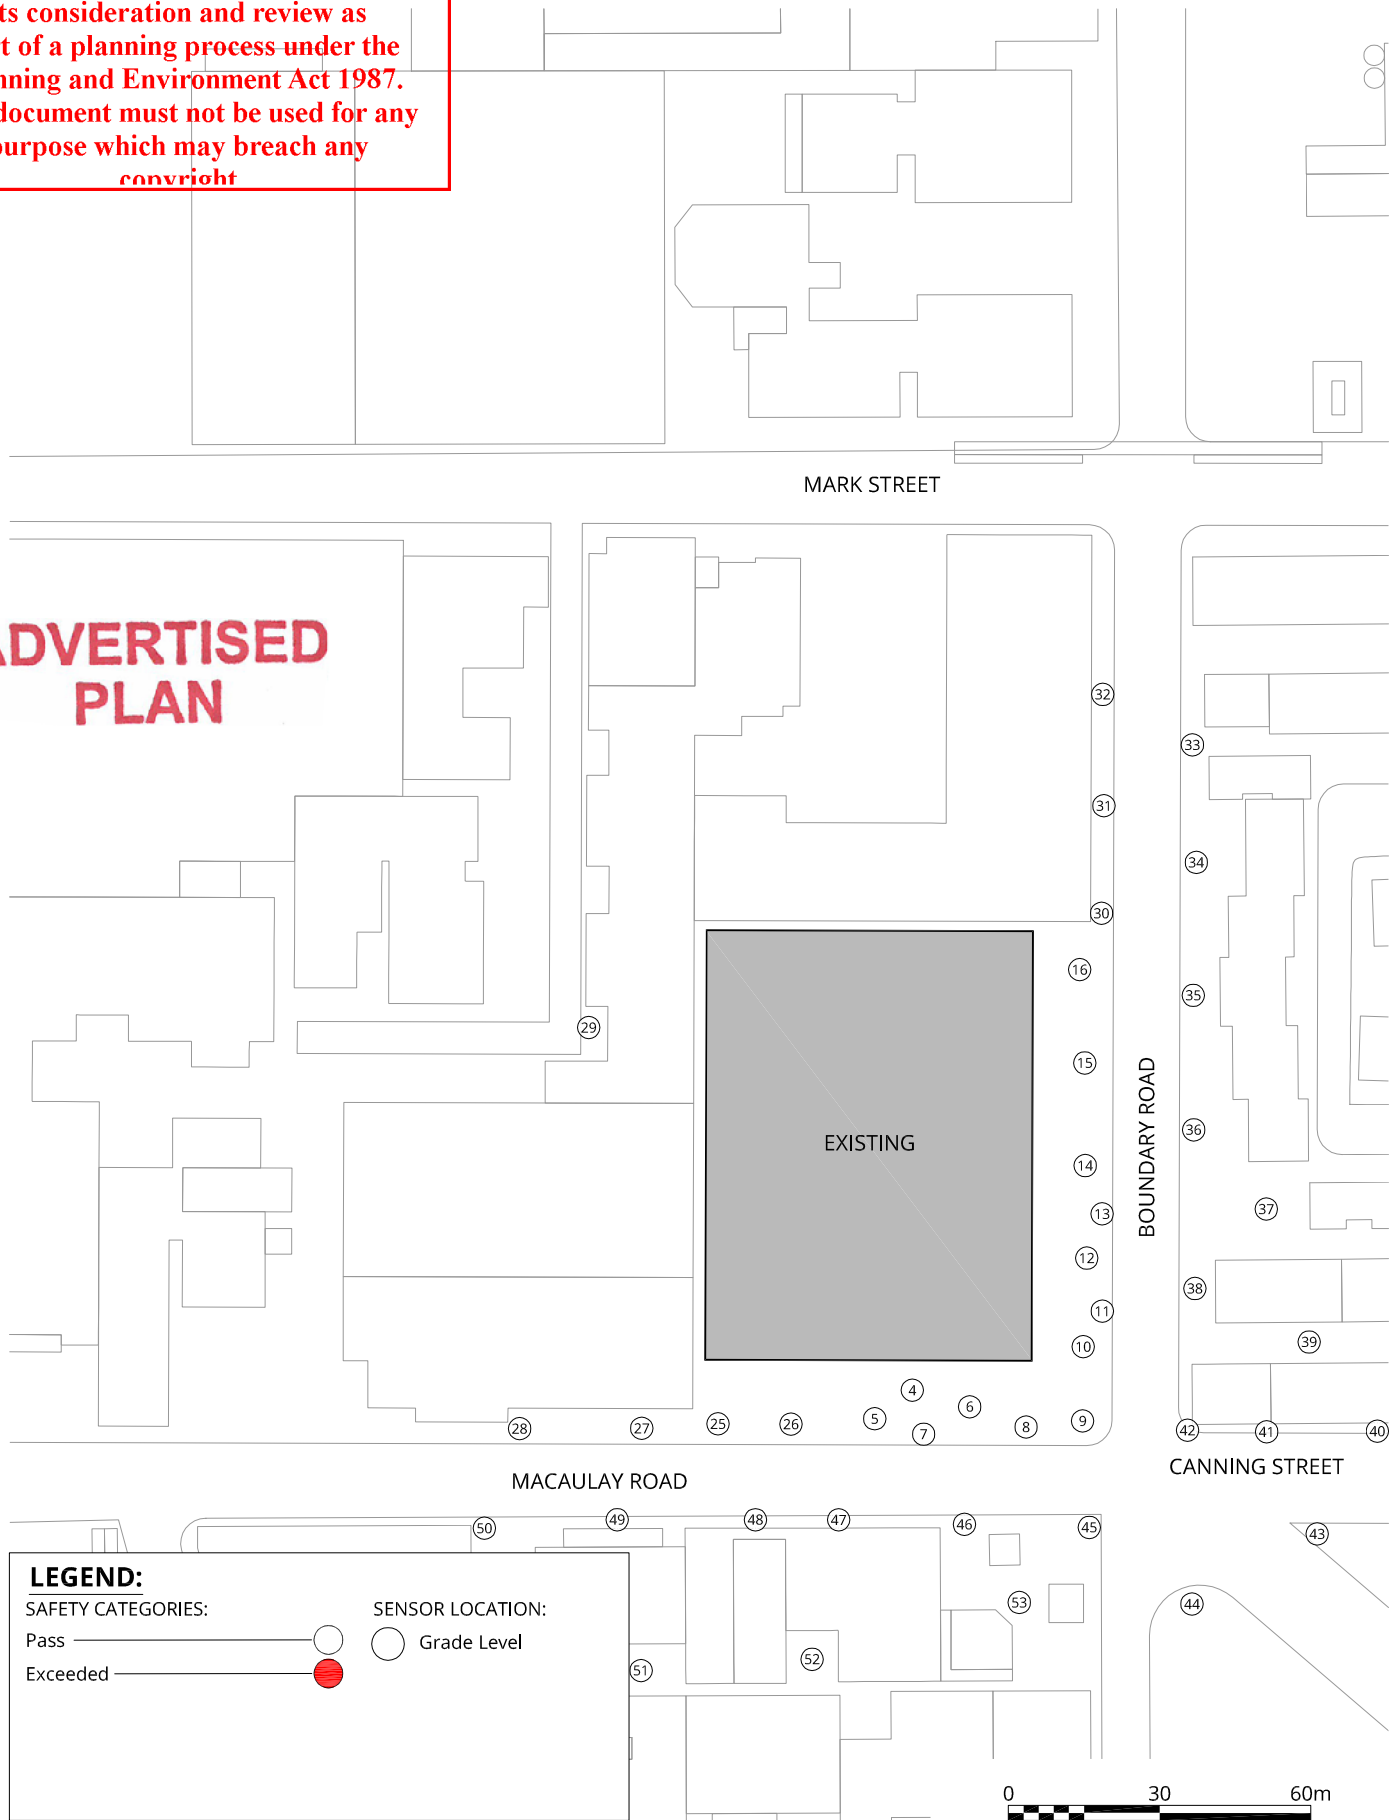 ts consideration and review as
t of a planning process under the
nning and Environment Act 1987.
document must not be used for any
purpose which may breach any
copyright
MARK STREET
ADVERTISED
PLAN
32
33
31
34
30
16
35
29
15
BOUNDARY ROAD
36
EXISTING
14
37
13
12
38
11
39
10
4
6
5
7
8
9
25
26
27
28
42
41
40
CANNING STREET
MACAULAY ROAD
50
49
48
47
46
45
43
44
53
52
51
LEGEND:
SAFETY CATEGORIES:
SENSOR LOCATION:
Pass
Grade Level
Exceeded
0 30 60m